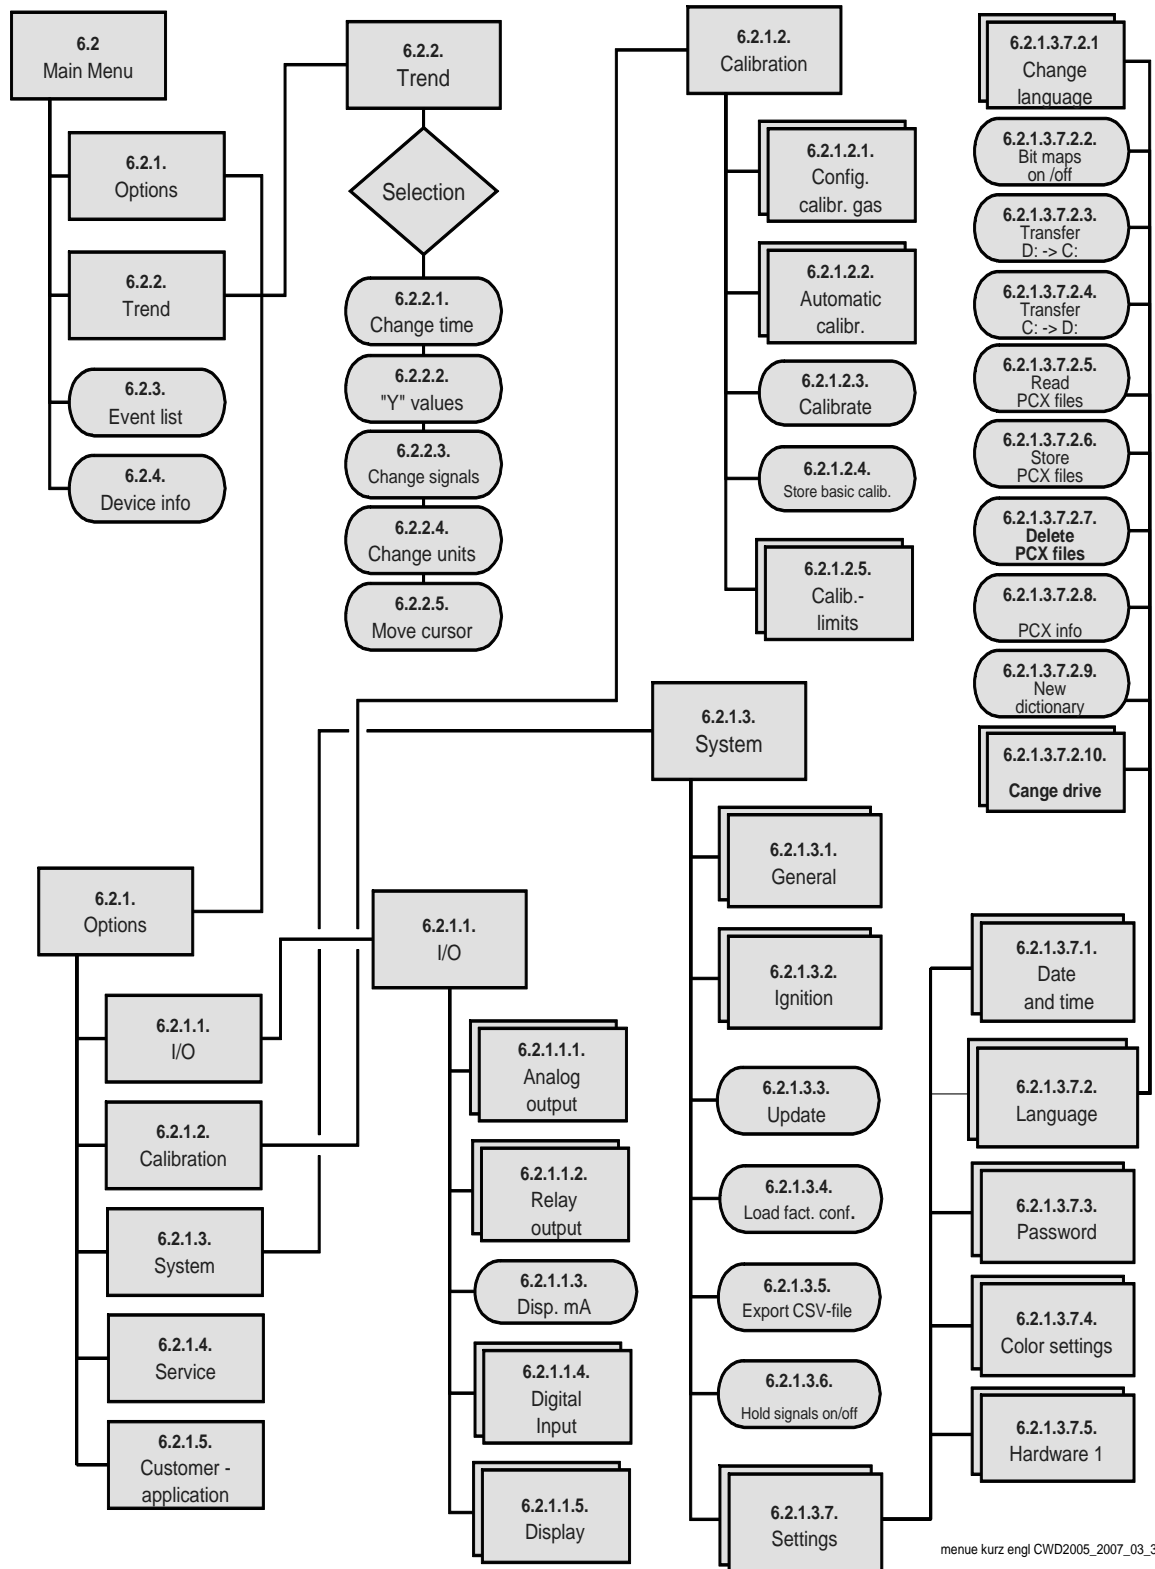 6.2
Main Menu
6.2.1.
Options
6.2.2.
Trend
6.2.3.
Event list
6.2.4.
Device info
6.2.2.
Trend
Selection
6.2.2.1.
Change time
6.2.2.2.
"Y" values
6.2.2.3.
Change signals
6.2.2.4.
Change units
6.2.2.5.
Move cursor
6.2.1.2.
Calibration
6.2.1.2.1.
Config.
calibr. gas
6.2.1.2.2.
Automatic
calibr.
6.2.1.2.3.
Calibrate
6.2.1.2.4.
Store basic calib.
6.2.1.2.5.
Calib.-
limits
6.2.1.3.7.2.1
Change
language
6.2.1.3.7.2.2.
Bit maps
on /off
6.2.1.3.7.2.3.
Transfer
D: -> C:
6.2.1.3.7.2.4.
Transfer
C: -> D:
6.2.1.3.7.2.5.
Read
PCX files
6.2.1.3.7.2.6.
Store
PCX files
6.2.1.3.7.2.7.
Delete
PCX files
6.2.1.3.7.2.8.
PCX info
6.2.1.3.7.2.9.
New
dictionary
6.2.1.3.7.2.10.
Cange drive
6.2.1.
Options
6.2.1.1.
I/O
6.2.1.2.
Calibration
6.2.1.3.
System
6.2.1.4.
Service
6.2.1.5.
Customer -
application
6.2.1.1.
I/O
6.2.1.1.1.
Analog
output
6.2.1.1.2.
Relay
output
6.2.1.1.3.
Disp. mA
6.2.1.1.4.
Digital
Input
6.2.1.1.5.
Display
6.2.1.3.
System
6.2.1.3.1.
General
6.2.1.3.2.
Ignition
6.2.1.3.3.
Update
6.2.1.3.4.
Load fact. conf.
6.2.1.3.5.
Export CSV-file
6.2.1.3.6.
Hold signals on/off
6.2.1.3.7.
Settings
6.2.1.3.7.1.
Date
and time
6.2.1.3.7.2.
Language
6.2.1.3.7.3.
Password
6.2.1.3.7.4.
Color settings
6.2.1.3.7.5.
Hardware 1
menue kurz engl CWD2005_2007_03_3